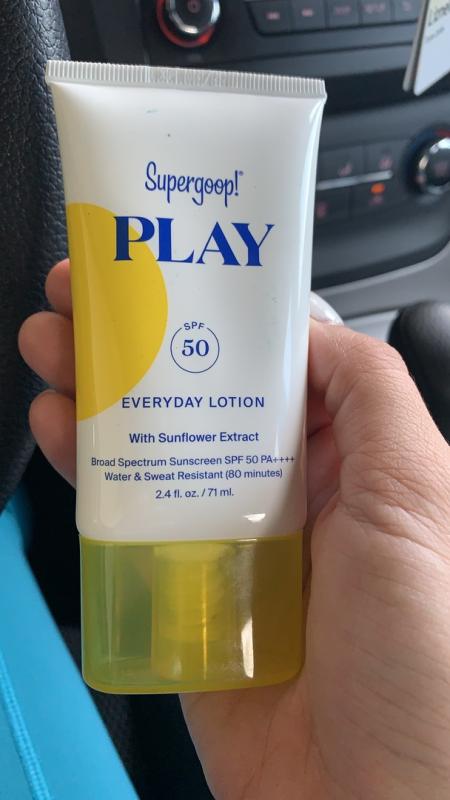 Supergoop!®
PLAY
SPF
50
EVERYDAY LOTION
With Sunflower Extract
Broad Spectrum Sunscreen SPF 50 PA++++
Water & Sweat Resistant (80 minutes)
2.4 fl. oz. / 71 ml.